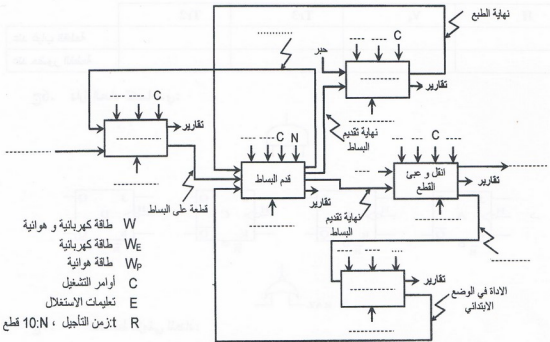 نهاية الطبع
حبر
C
تقارير
C
تقارير
C N
قدم البساط
تقارير
نهاية تقديم
البساط
C
انقل و عبئ
القطع
تقارير
نهاية تقديم
البساط
قطعة على البساط
تقارير
الاداة في الوضع
الابتدائي
W طاقة كهربائية و هوائية
WE طاقة كهربائية
WP طاقة هوائية
C أوامر التشغيل
E تعليمات الاستغلال
R t:زمن التأجيل ، N:10 قطع